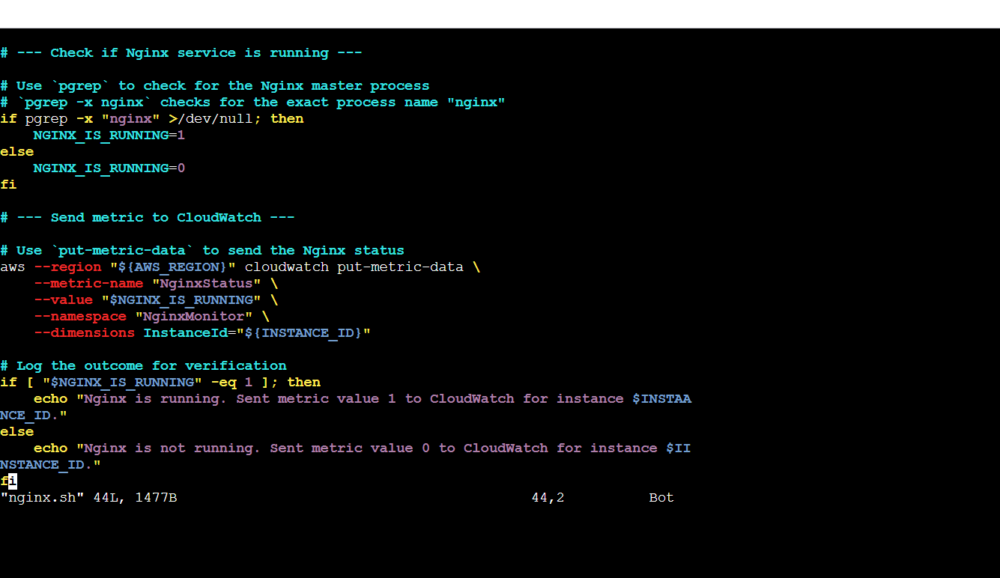 # --- Check if Nginx service is running ---
# Use `pgrep` to check for the Nginx master process
# `pgrep -x nginx` checks for the exact process name "nginx"
if pgrep -x "nginx" >/dev/null; then
    NGINX_IS_RUNNING=1
else
    NGINX_IS_RUNNING=0
fi
# --- Send metric to CloudWatch ---
# Use `put-metric-data` to send the Nginx status
aws --region "${AWS_REGION}" cloudwatch put-metric-data \
    --metric-name "NginxStatus" \
    --value "$NGINX_IS_RUNNING" \
    --namespace "NginxMonitor" \
    --dimensions InstanceId="${INSTANCE_ID}"
# Log the outcome for verification
if [ "$NGINX_IS_RUNNING" -eq 1 ]; then
    echo "Nginx is running. Sent metric value 1 to CloudWatch for instance $INSTAA
NCE_ID."
else
    echo "Nginx is not running. Sent metric value 0 to CloudWatch for instance $II
NSTANCE_ID."
fi
"nginx.sh" 44L, 1477B 44,2 Bot